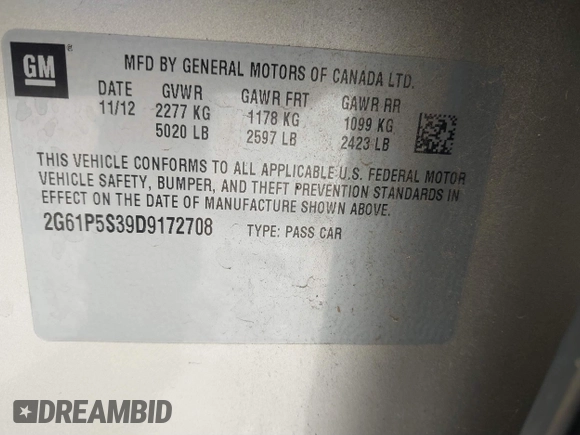 GM ®
MFD BY GENERAL MOTORS OF CANADA LTD.
DATE GVWR GAWR FRT. GAWR RR
11/12 2277 KG 1178 KG 1099 KG
5020 LB 2597 LB 2423 LB
THIS VEHICLE CONFORMS TO ALL APPLICABLE U.S. FEDERAL MOTOR
VEHICLE SAFETY, BUMPER, AND THEFT PREVENTION STANDARDS IN
EFFECT ON THE DATE OF MANUFACTURE SHOWN ABOVE.
2G61P5S39D9172708 TYPE: PASS CAR
DREAMBID